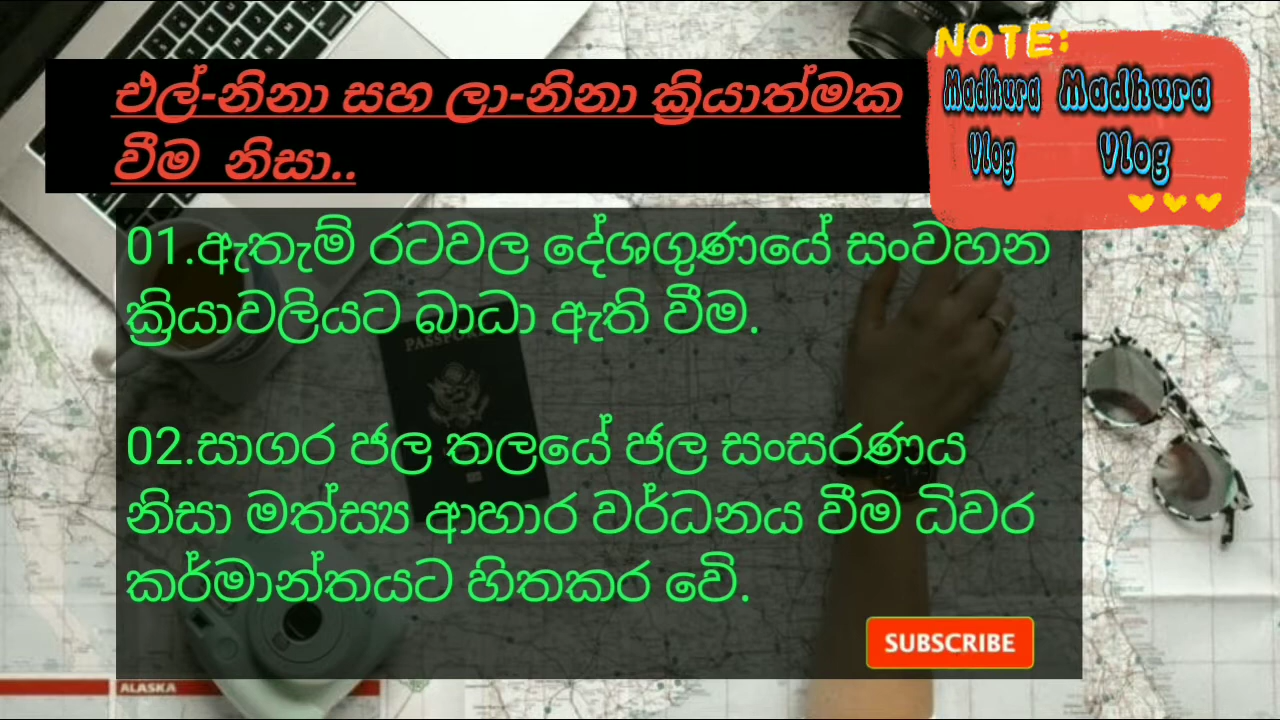 NOTE:
Madhura Madhura
Vlog Vlog
එල්-නිනා සහ ලා-නිනා ක්‍රියාත්මක
වීම නිසා..
01.ඇතැම් රටවල දේශගුණයේ සංවහන
ක්‍රියාවලියට බාධා ඇති වීම.
PASSPORT
02.සාගර ජල තලයේ ජල සංසරණය
නිසා මත්ස්‍ය ආහාර වර්ධනය වීම ධිවර
කර්මාන්තයට හිතකර වේි.
SUBSCRIBE
ALASKA